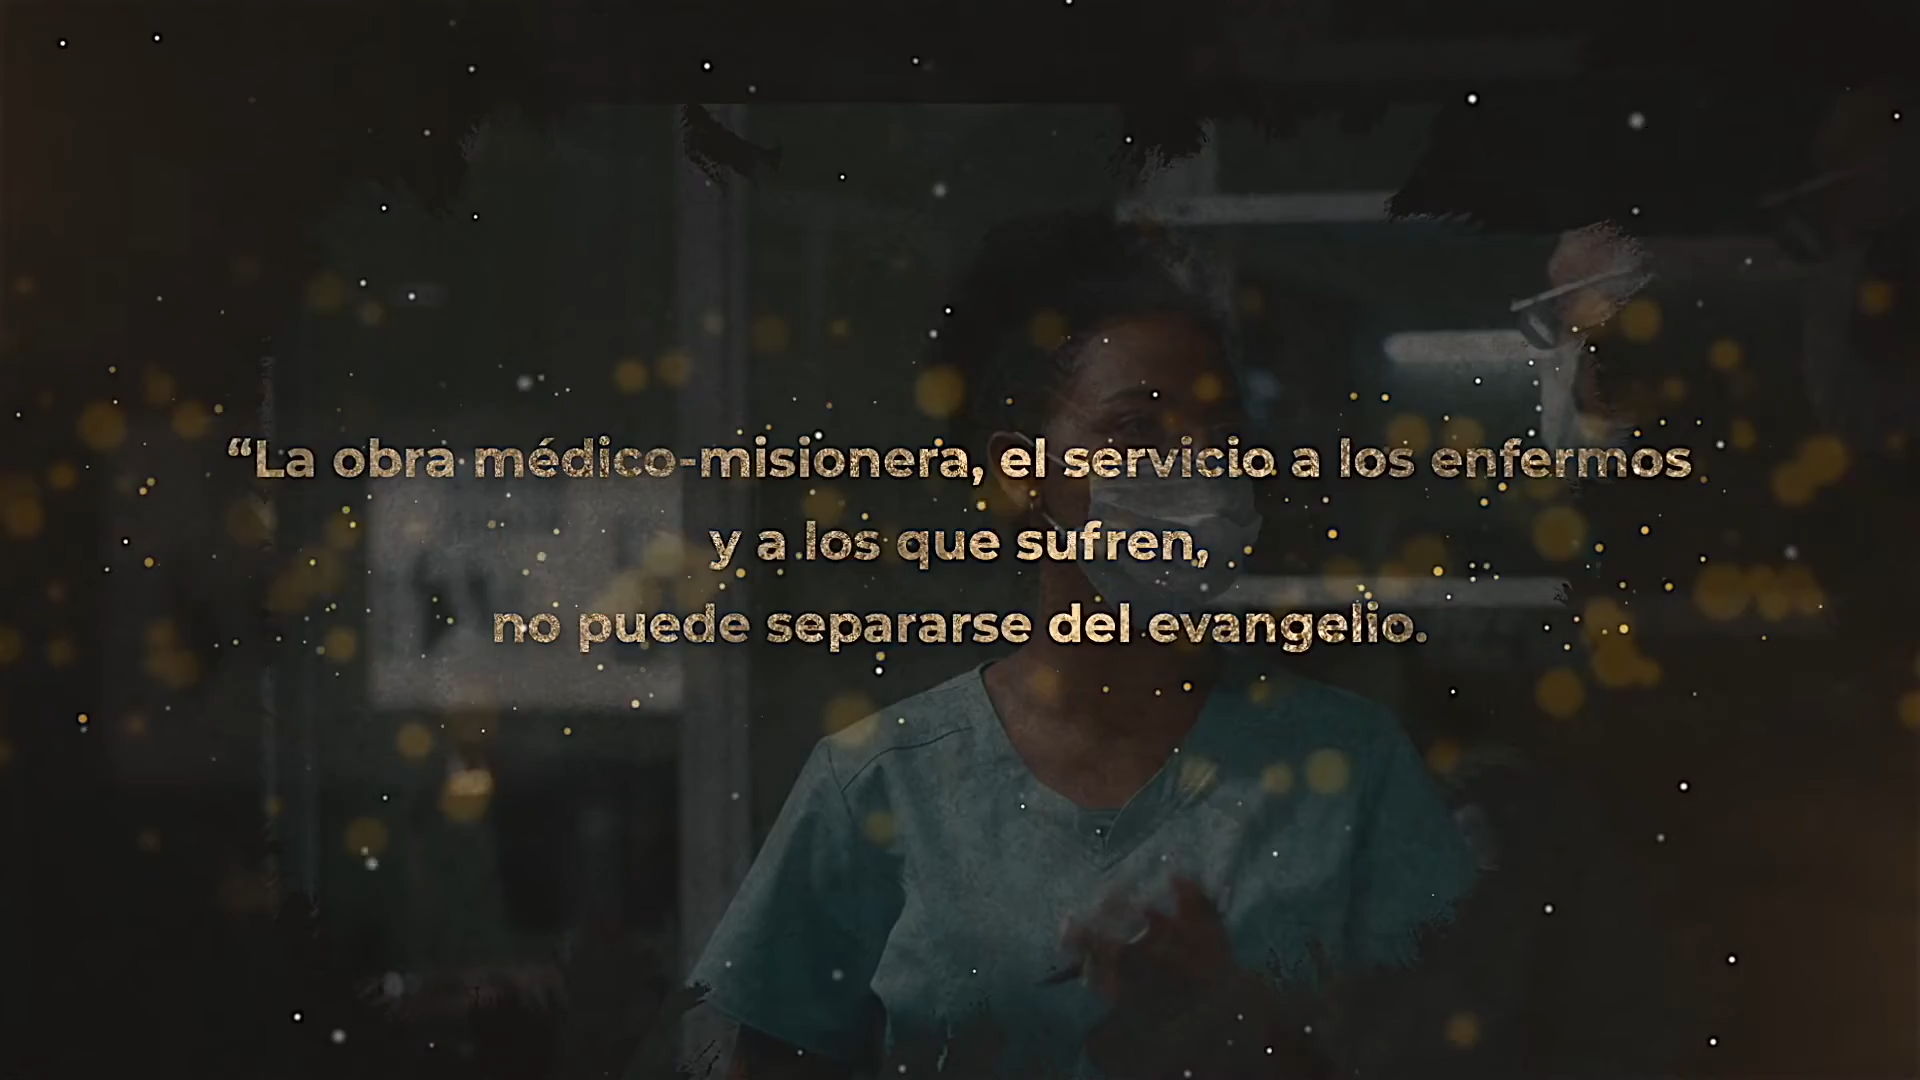 “La obra médico-misionera, el servicio a los enfermos
y a los que sufren,
no puede separarse del evangelio.